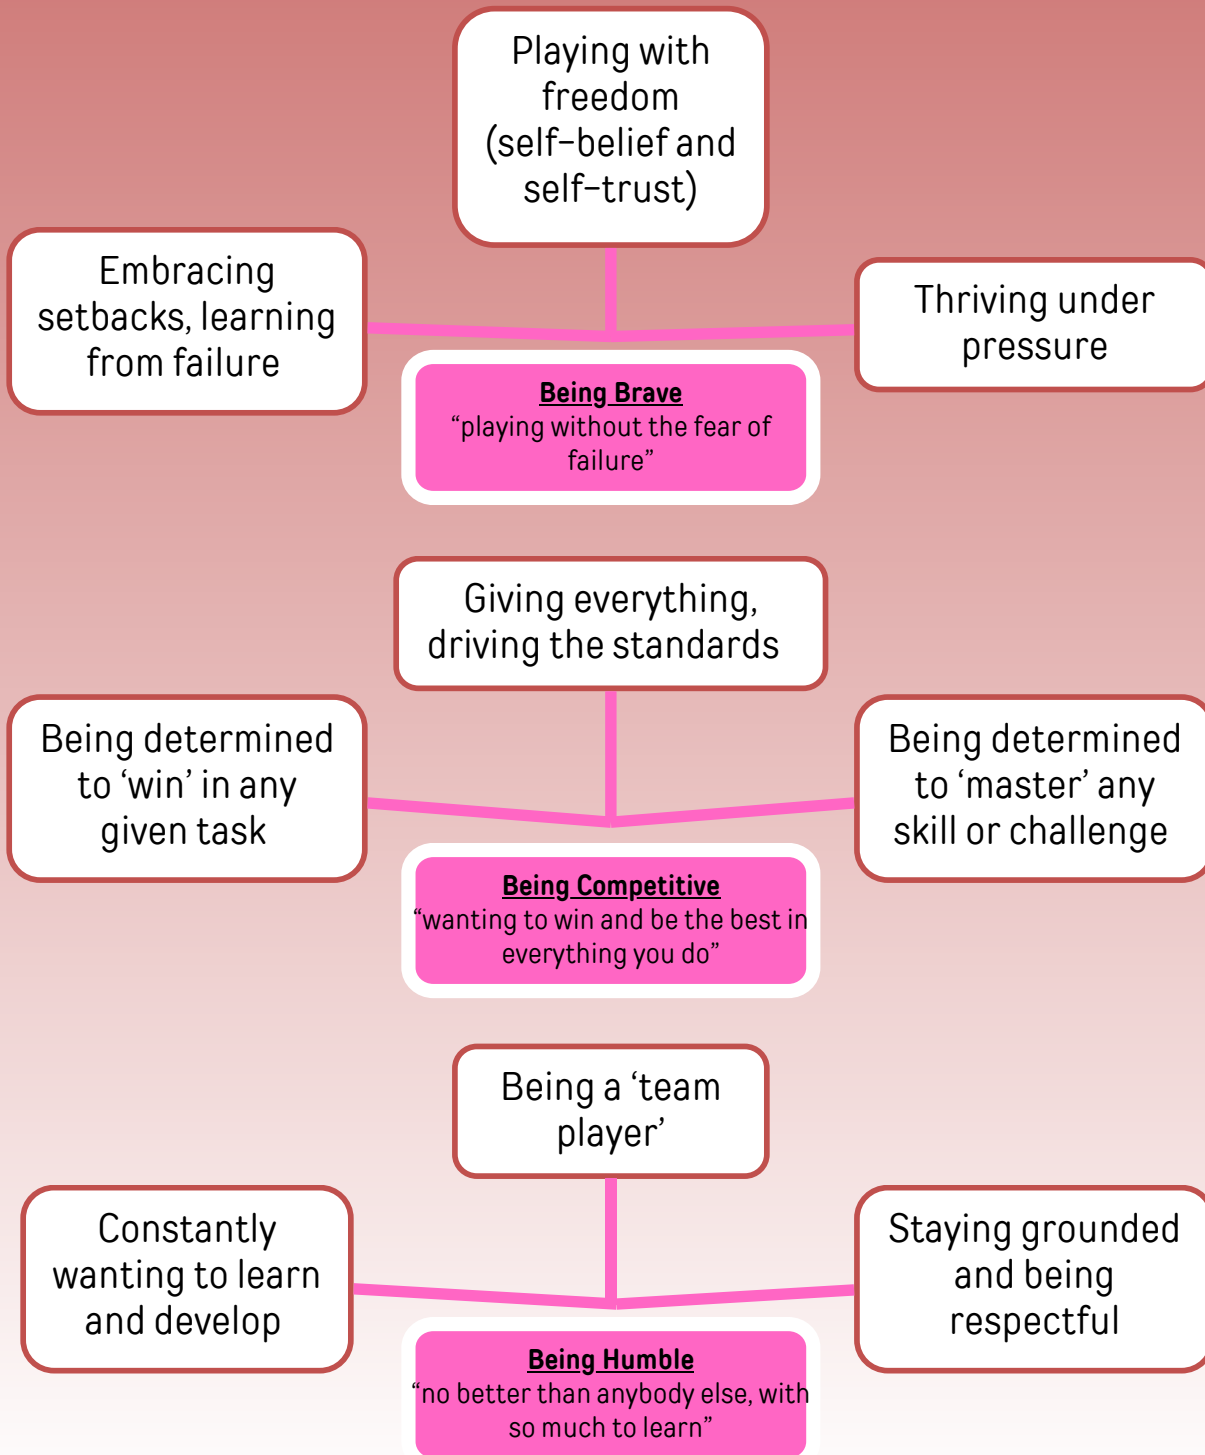 Playing with
freedom
(self-belief and
self-trust)
Embracing
setbacks, learning
from failure
Thriving under
pressure
Being Brave
“playing without the fear of
failure”
Giving everything,
driving the standards
Being determined
to ‘win’ in any
given task
Being determined
to ‘master’ any
skill or challenge
Being Competitive
“wanting to win and be the best in
everything you do”
Being a ‘team
player’
Constantly
wanting to learn
and develop
Staying grounded
and being
respectful
Being Humble
“no better than anybody else, with
so much to learn”